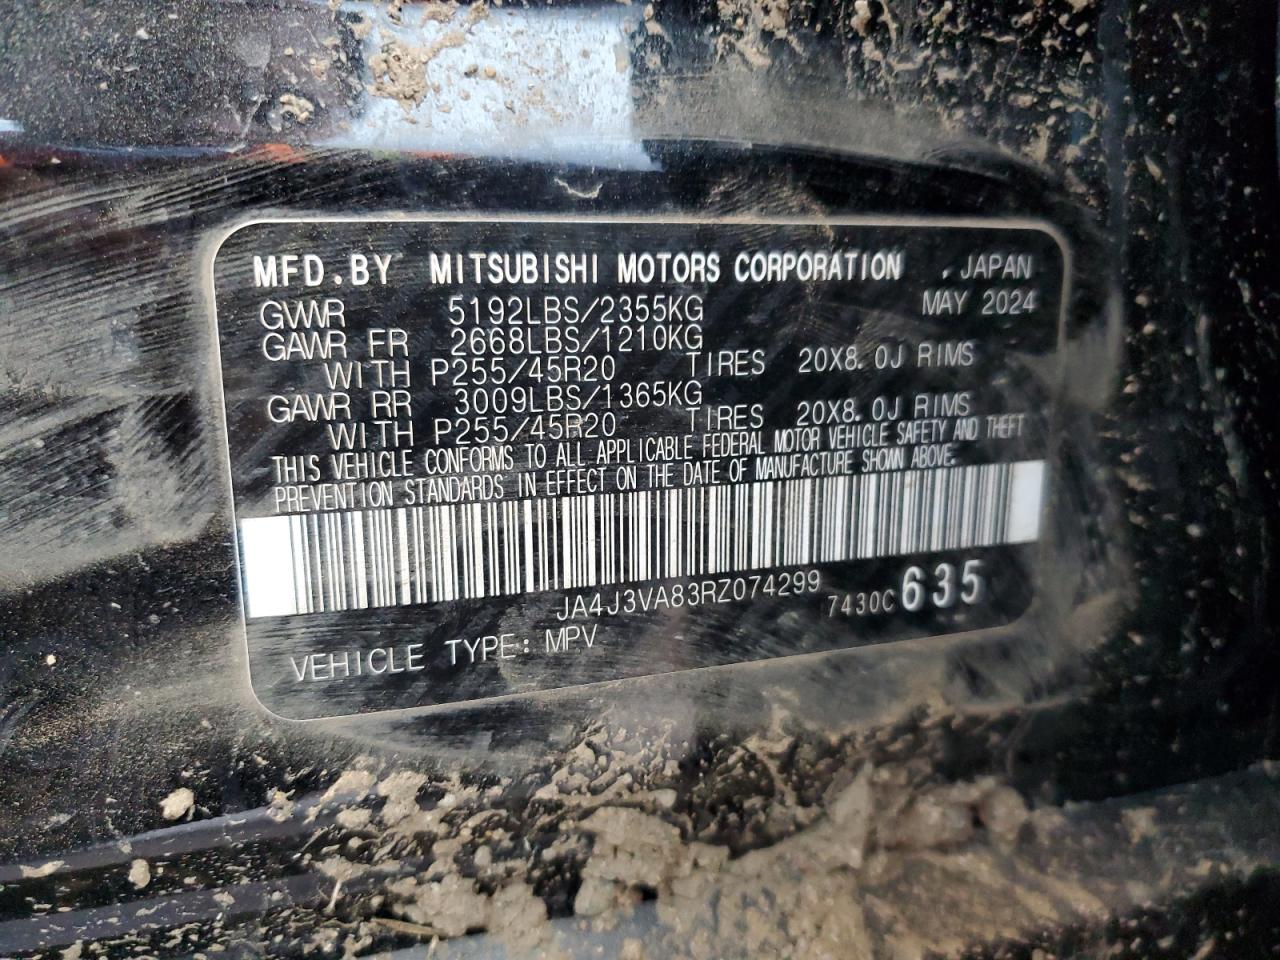 MFD.BY MITSUBISHI MOTORS CORPORATION , JAPAN
GVWR 5192LBS/2355KG MAY 2024
GAWR FR 2668LBS/1210KG
WITH P255/45R20 TIRES 20X8.0J RIMS
GAWR RR 3009LBS/1365KG
WITH P255/45R20 TIRES 20X8.0J RIMS
THIS VEHICLE CONFORMS TO ALL APPLICABLE FEDERAL MOTOR VEHICLE SAFETY AND THEFT
PREVENTION STANDARDS IN EFFECT ON THE DATE OF MANUFACTURE SHOWN ABOVE.
JA4J3VA83RZ074299 7430C 635
VEHICLE TYPE: MPV